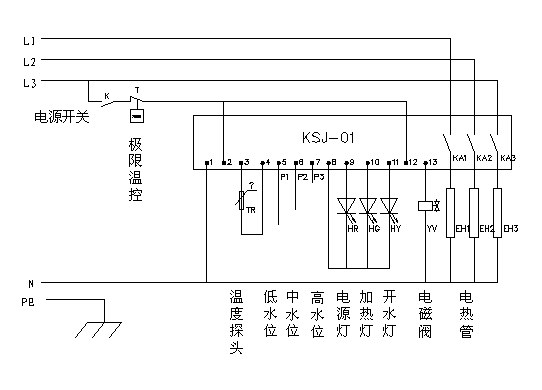 L1
L2
L3
K
T
电源开关
极限温控
KSJ-01
1 2 3 4 5 6 7 8 9 10 11 12 13
KA1 KA2 KA3
P1 P2 P3
?
TR
HR HG HY YV EH1 EH2 EH3
N
PE
温度探头
低水位
中水位
高水位
电源灯
加热灯
开水灯
电磁阀
电热管